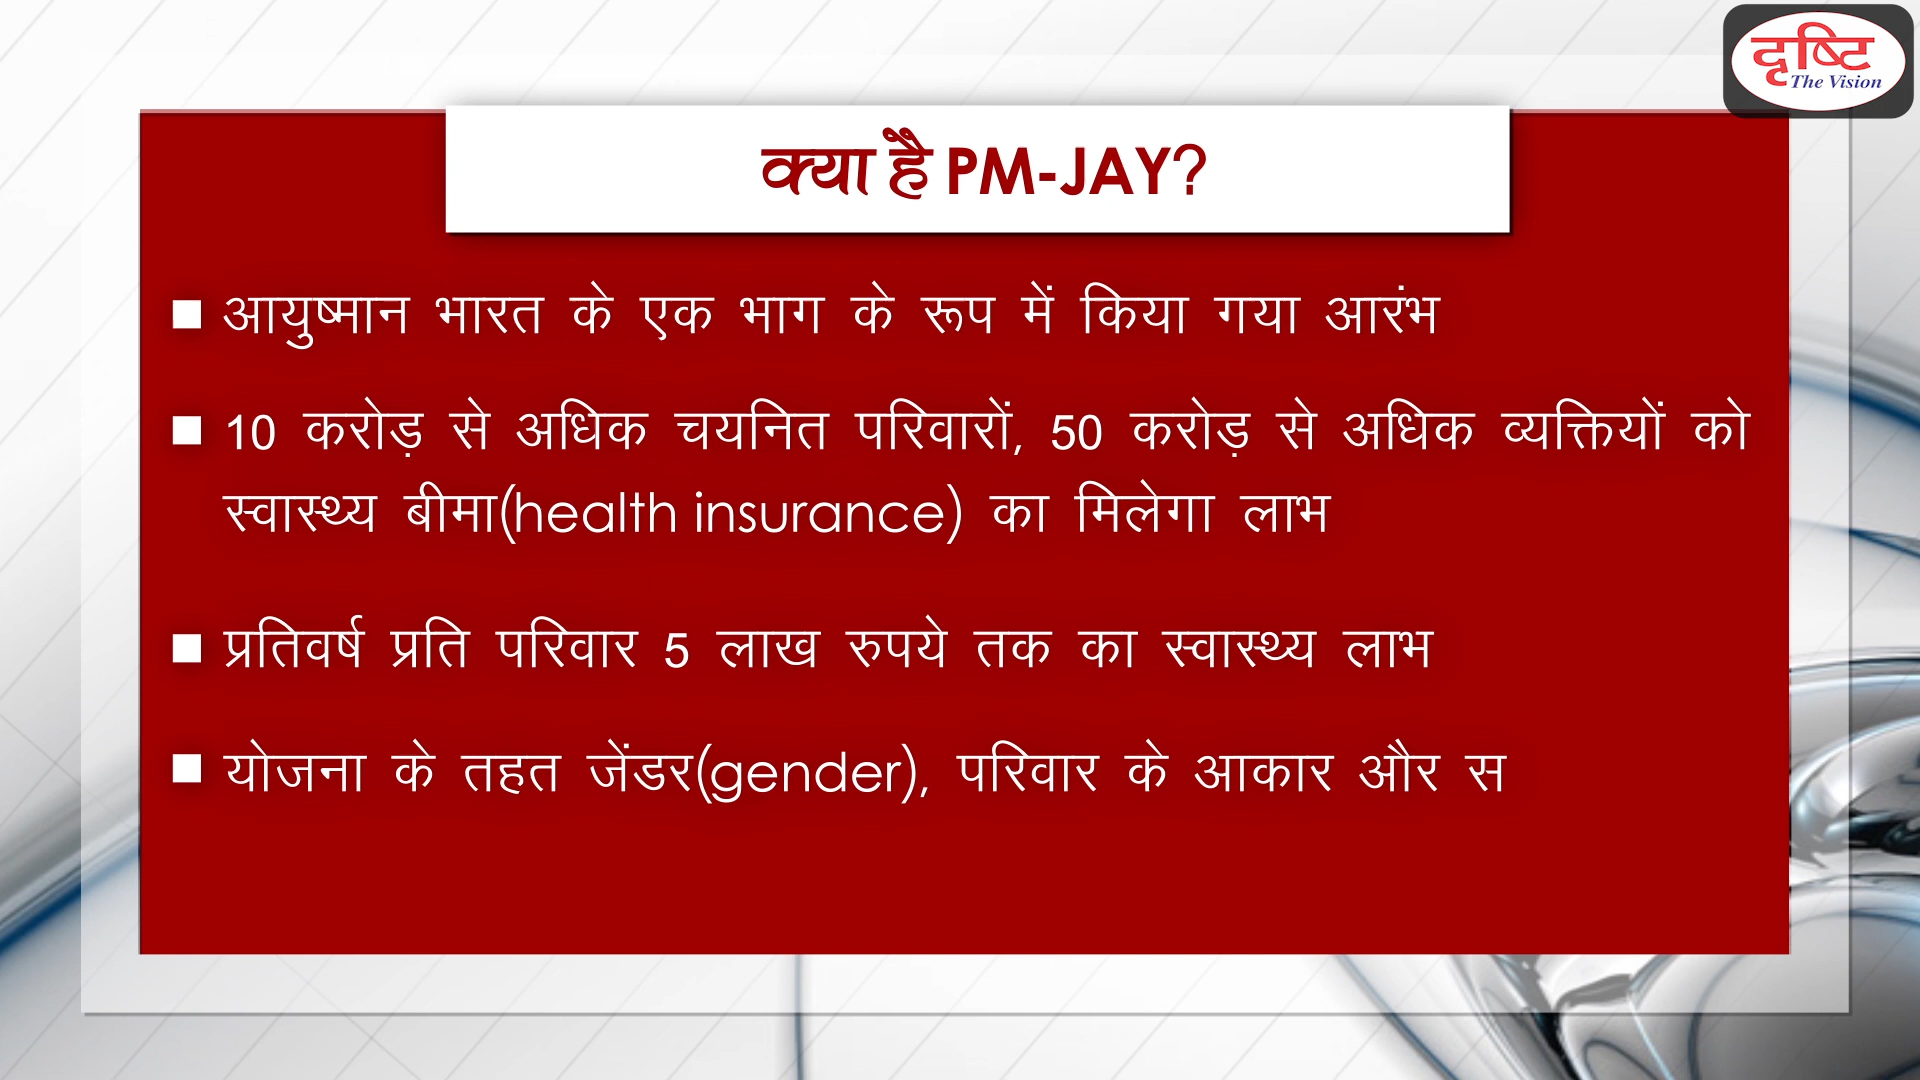 दृष्टि
The Vision
क्या है PM-JAY?
■ आयुष्मान भारत के एक भाग के रूप में किया गया आरंभ
■ 10 करोड़ से अधिक चयनित परिवारों, 50 करोड़ से अधिक व्यक्तियों को
स्वास्थ्य बीमा(health insurance) का मिलेगा लाभ
■ प्रतिवर्ष प्रति परिवार 5 लाख रुपये तक का स्वास्थ्य लाभ
■ योजना के तहत जेंडर(gender), परिवार के आकार और स